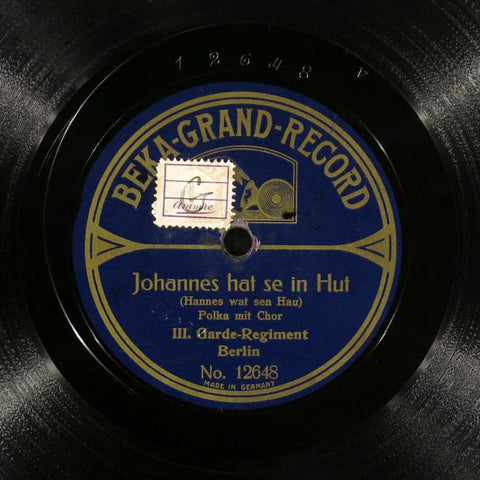 12648 V
BEKA-GRAND-RECORD
G
Johannes hat se in Hut
(Hannes wat sen Hau)
Polka mit Chor
III. Garde-Regiment
Berlin
No. 12648
MADE IN GERMANY